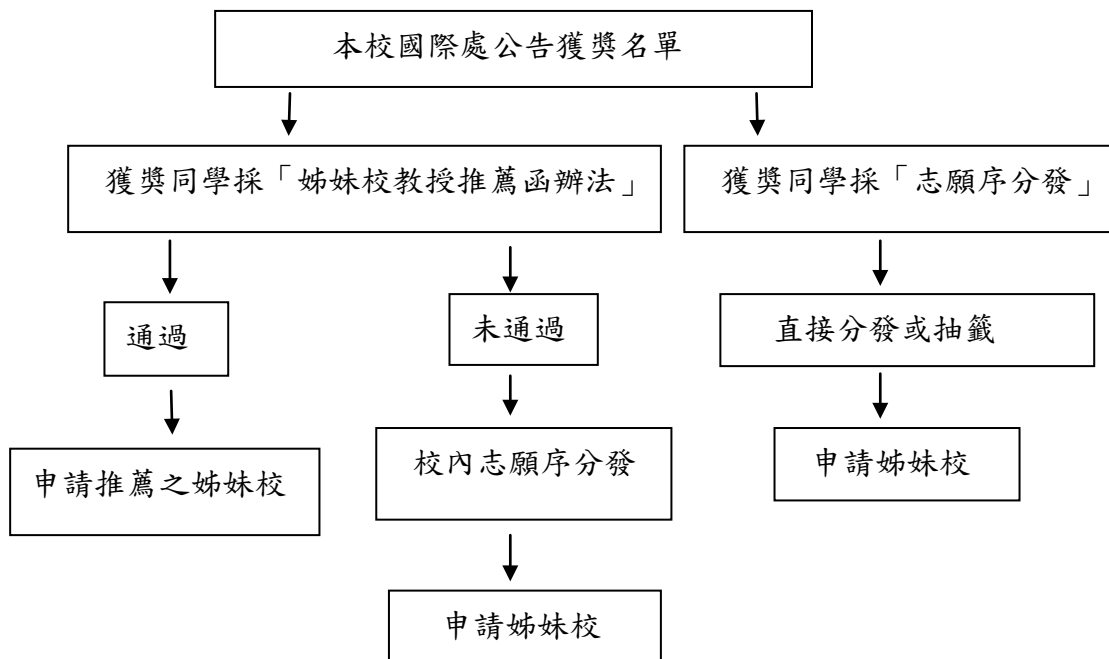 本校國際處公告獲獎名單
獲獎同學採「姊妹校教授推薦函辦法」
獲獎同學採「志願序分發」
通過
未通過
直接分發或抽籤
申請推薦之姊妹校
校內志願序分發
申請姊妹校
申請姊妹校